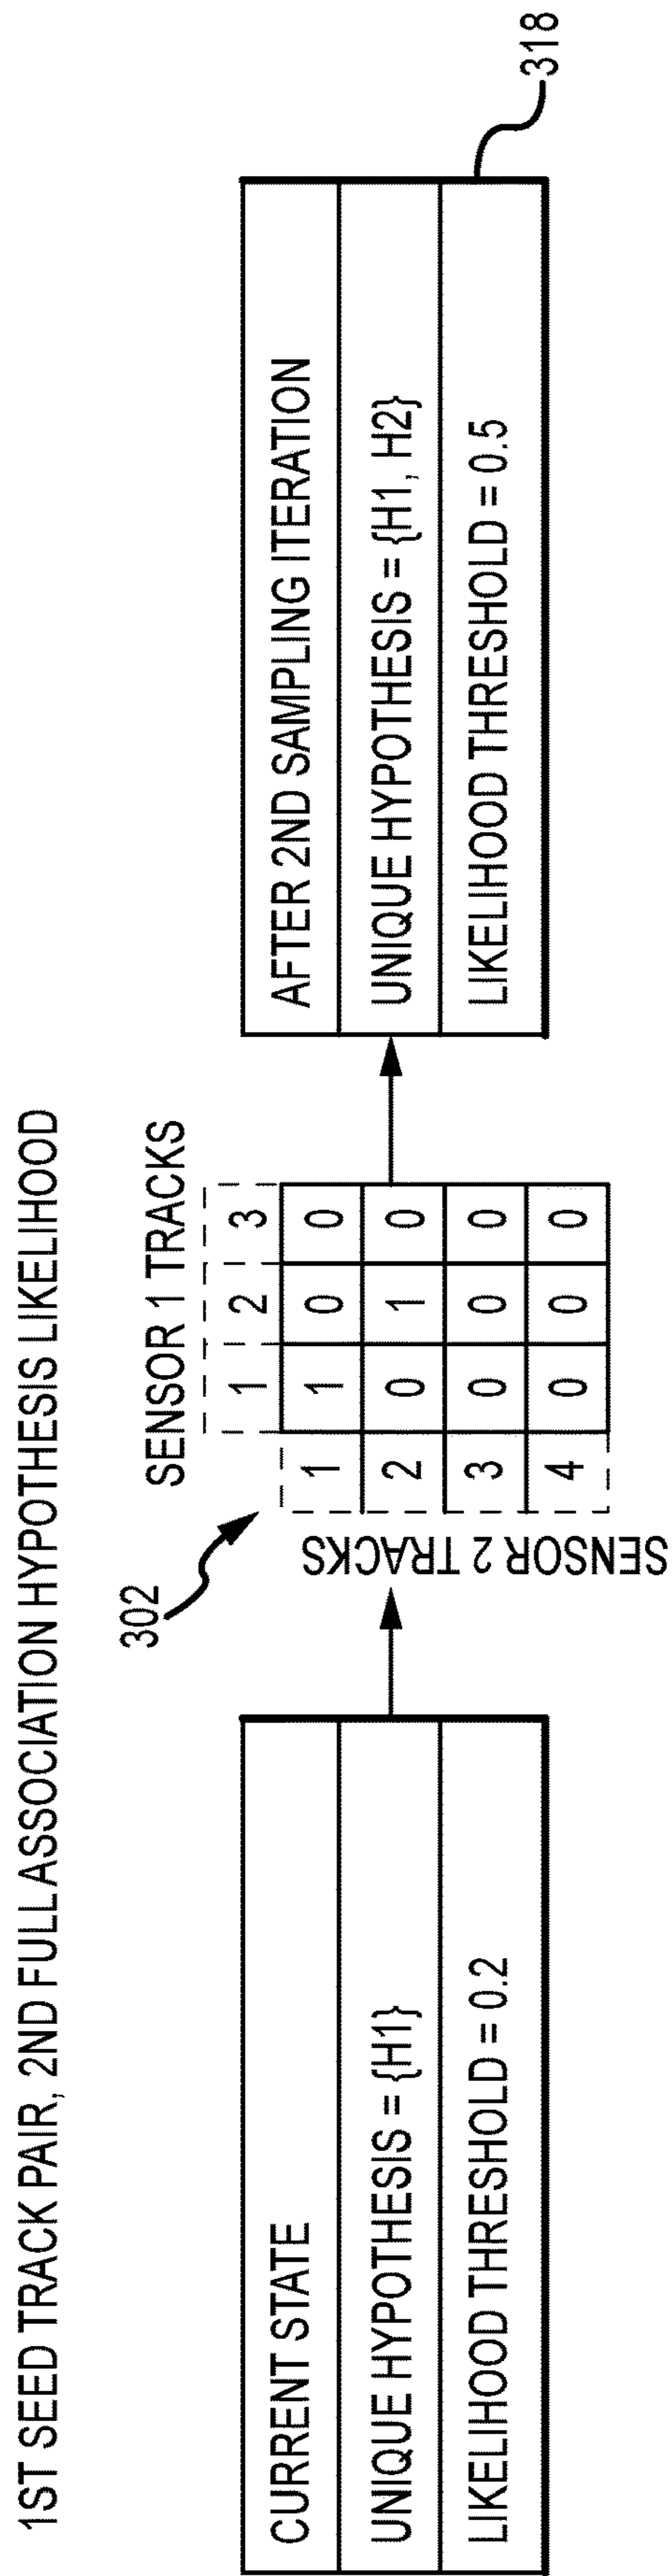 1ST SEED TRACK PAIR, 2ND FULL ASSOCIATION HYPOTHESIS LIKELIHOOD
CURRENT STATE
UNIQUE HYPOTHESIS = {H1}
LIKELIHOOD THRESHOLD = 0.2
302
SENSOR 1 TRACKS
SENSOR 2 TRACKS
1 2 3
1 1 0 0
2 0 1 0
3 0 0 0
4 0 0 0
AFTER 2ND SAMPLING ITERATION
UNIQUE HYPOTHESIS = {H1, H2}
LIKELIHOOD THRESHOLD = 0.5
318